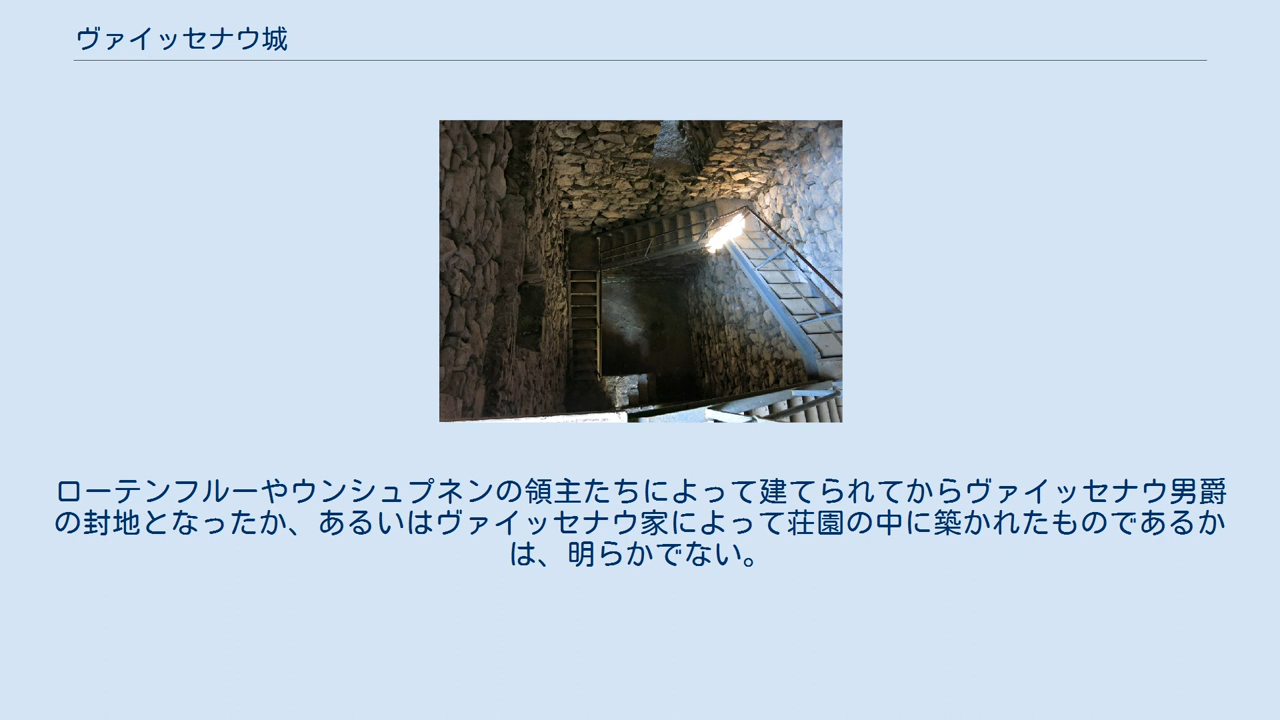 ヴァイッセナウ城
ローテンフルーやウンシュプネンの領主たちによって建てられてからヴァイッセナウ男爵
の封地となったか、あるいはヴァイッセナウ家によって荘園の中に築かれたものであるか
は、明らかでない。